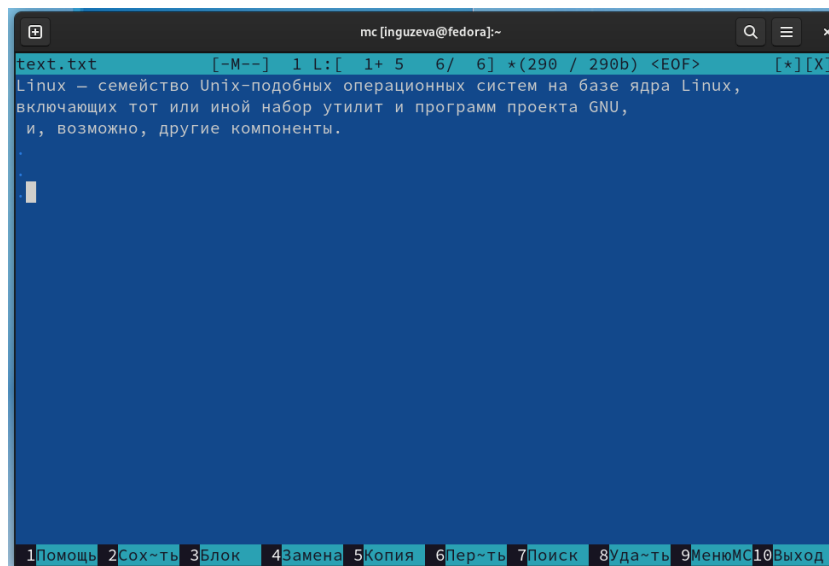 mc [inguzeva@fedora]:~
text.txt [-M--] 1 L:[ 1+ 5 6/ 6] *(290 / 290b) <EOF> [*][X]
Linux — семейство Unix-подобных операционных систем на базе ядра Linux,
включающих тот или иной набор утилит и программ проекта GNU,
и, возможно, другие компоненты.
.
.
.
1Помощь 2Сох~ть 3Блок 4Замена 5Копия 6Пер~ть 7Поиск 8Уда~ть 9МенюMC 10Выход